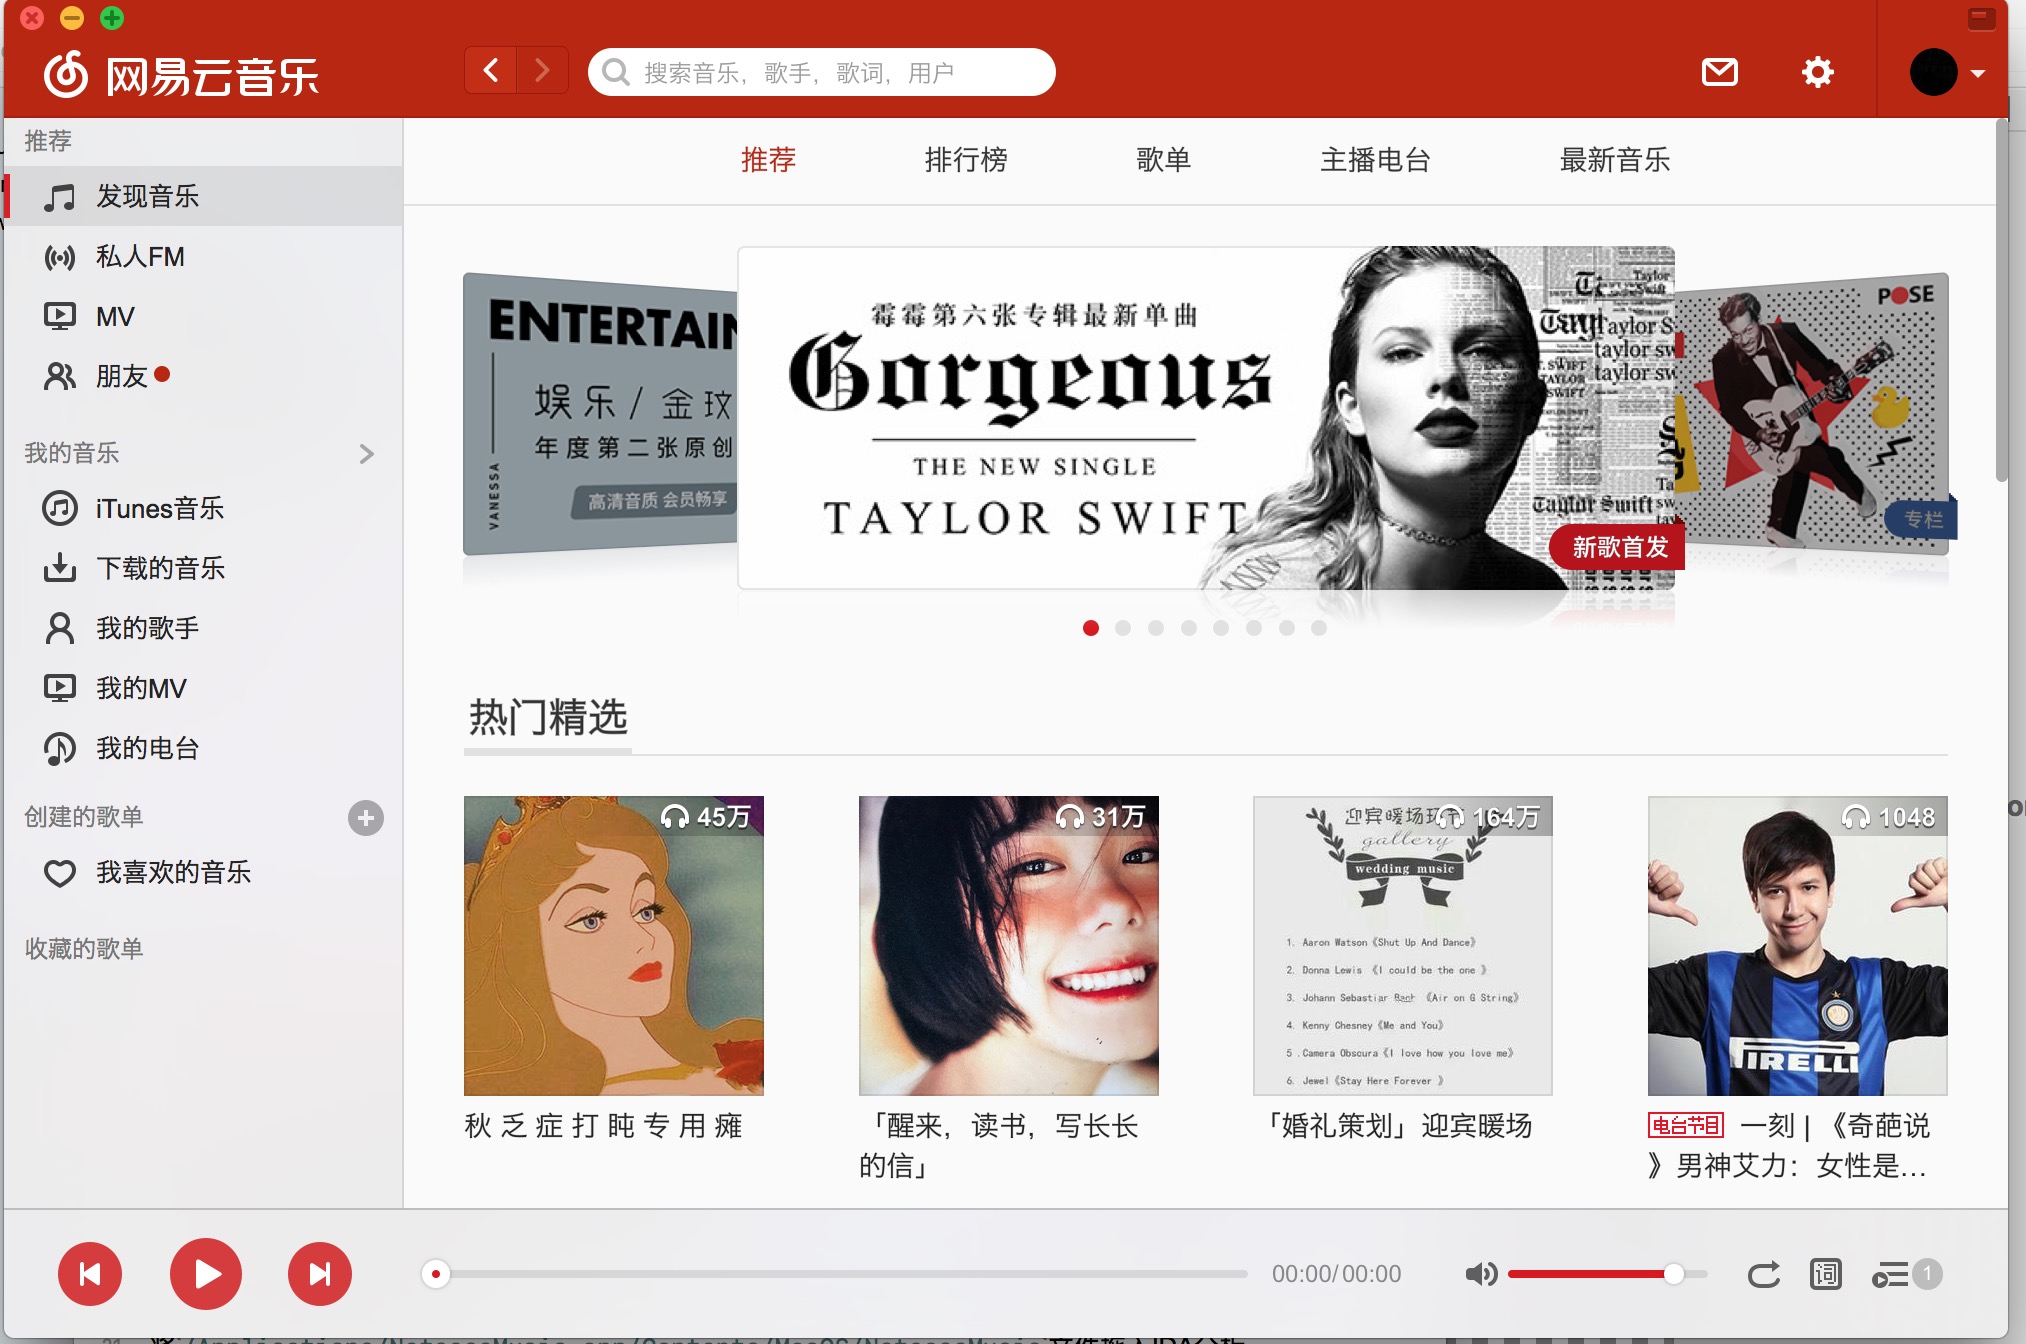 网易云音乐
搜索音乐，歌手，歌词，用户
推荐
发现音乐
私人FM
MV
朋友
我的音乐
iTunes音乐
下载的音乐
我的歌手
我的MV
我的电台
创建的歌单
我喜欢的音乐
收藏的歌单
推荐 排行榜 歌单 主播电台 最新音乐
ENTERTAIN
娱乐/金玟
年度第二张原创
VANESSA
高清音质 会员畅享
霉霉第六张专辑最新单曲
Gorgeous
THE NEW SINGLE
TAYLOR SWIFT
新歌首发
POSE
专栏
热门精选
45万
秋乏症打盹专用瘫
31万
「醒来，读书，写长长
的信」
164万
gallery
wedding music
1. Aaron Watson《Shut Up And Dance》
2. Donna Lewis 《I could be the one 》
3. Johann Sebastian Bach 《Air on G String》
4. Kenny Chesney《Me and You》
5 .Camera Obscura《I love how you love me》
6. Jewel《Stay Here Forever 》
「婚礼策划」迎宾暖场
1048
PIRELLI
电台节目 一刻 | 《奇葩说
》男神艾力：女性是...
00:00/00:00
词
1